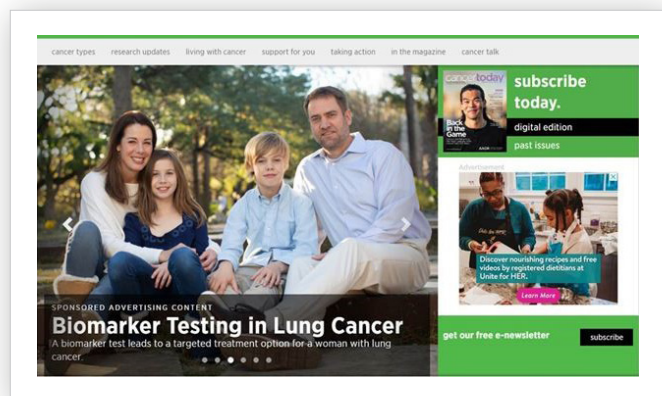 cancer types research updates living with cancer support for you taking action in the magazine cancer talk
SPONSORED ADVERTISING CONTENT
Biomarker Testing in Lung Cancer
A biomarker test leads to a targeted treatment option for a woman with lung
cancer.
cancertoday
Back
in the
Game
AACR
subscribe
today.
digital edition
past issues
Advertisement
Discover nourishing recipes and free
videos by registered dietitians at
Unite for HER.
Learn More
get our free e-newsletter
subscribe